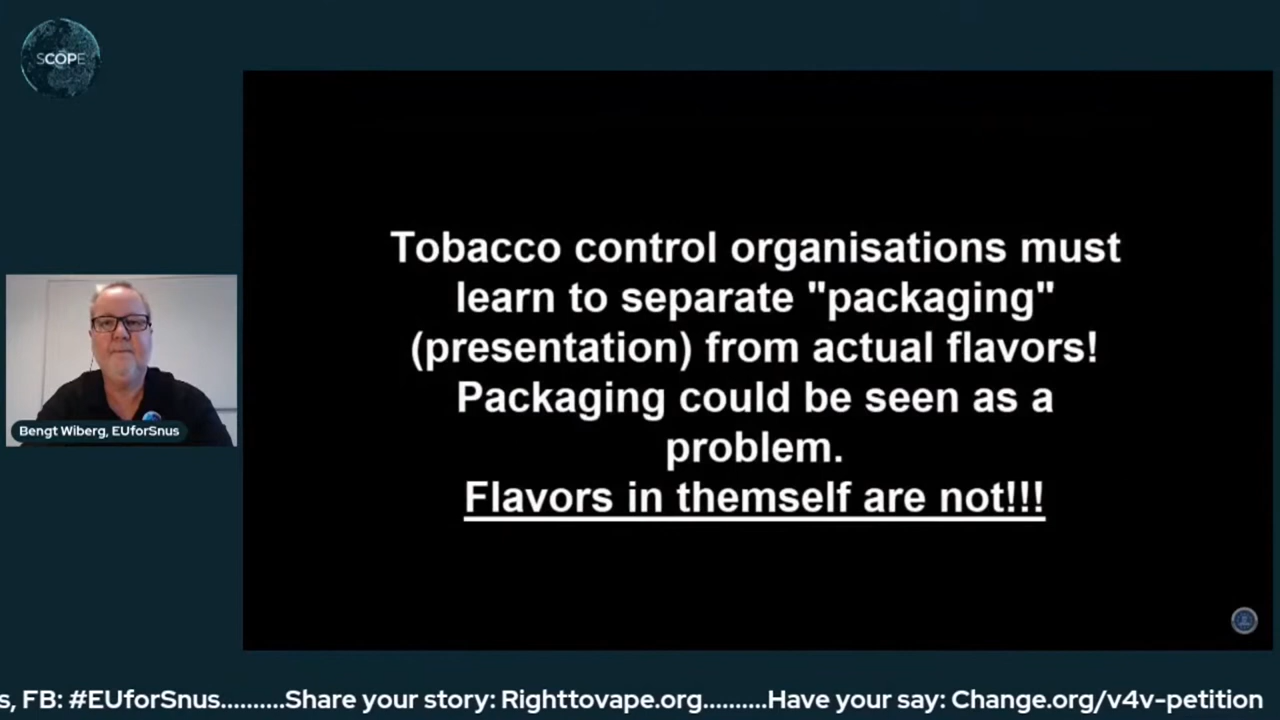 SCOPE
Tobacco control organisations must
learn to separate "packaging"
(presentation) from actual flavors!
Packaging could be seen as a
problem.
Flavors in themself are not!!!
Bengt Wiberg, EUforSnus
s, FB: #EUforSnus..........Share your story: Righttovape.org..........Have your say: Change.org/v4v-petition